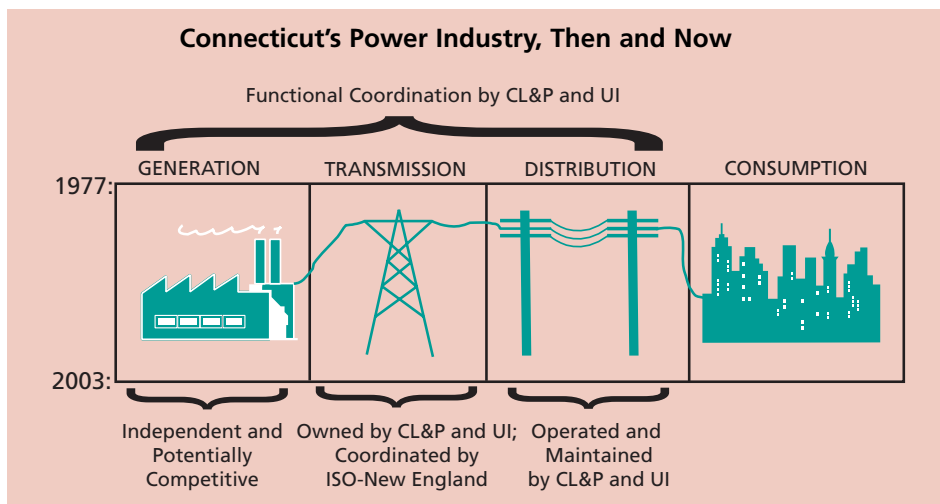 Connecticut's Power Industry, Then and Now
Functional Coordination by CL&P and UI
GENERATION
TRANSMISSION
DISTRIBUTION
CONSUMPTION
1977:
2003:
Independent and
Potentially
Competitive
Owned by CL&P and UI;
Coordinated by
ISO-New England
Operated and
Maintained
by CL&P and UI